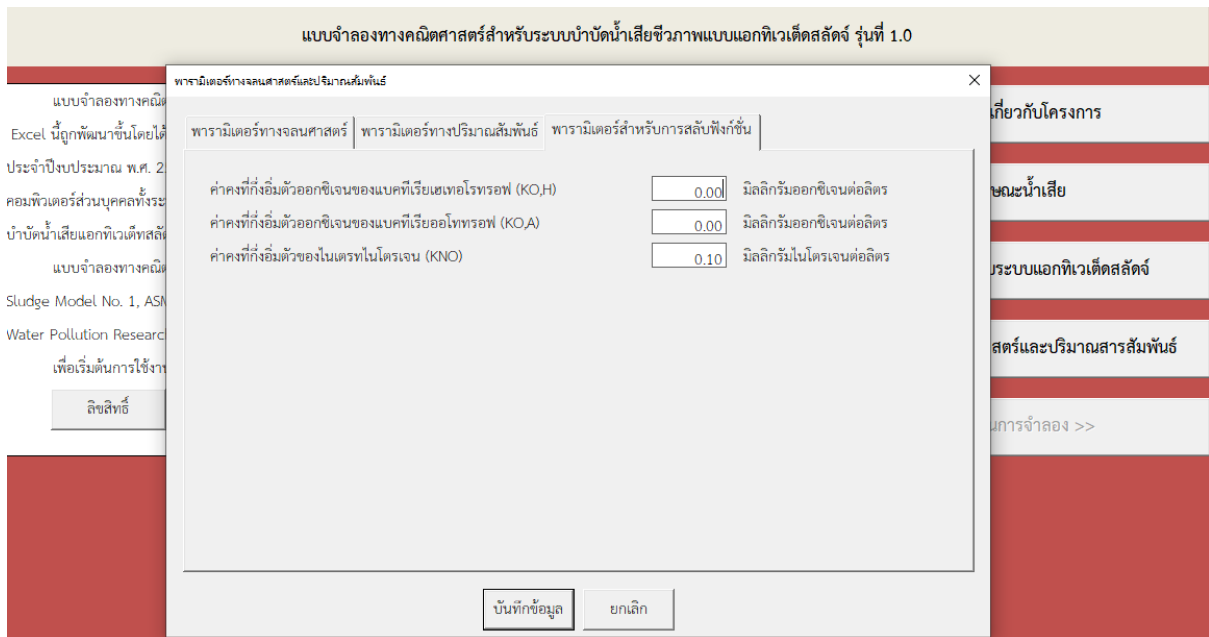 แบบจำลองทางคณิตศาสตร์สำหรับระบบบำบัดน้ำเสียชีวภาพแบบแอกทิเวเต็ดสลัดจ์ รุ่นที่ 1.0
พารามิเตอร์ทางจลนศาสตร์และปริมาณสัมพันธ์
พารามิเตอร์ทางจลนศาสตร์ พารามิเตอร์ทางปริมาณสัมพันธ์ พารามิเตอร์สำหรับการสลับฟังก์ชั่น
ค่าคงที่กึ่งอิ่มตัวออกซิเจนของแบคทีเรียเฮเทอโรทรอฟ (KO,H) 0.00 มิลลิกรัมออกซิเจนต่อลิตร
ค่าคงที่กึ่งอิ่มตัวออกซิเจนของแบคทีเรียออโททรอฟ (KO,A) 0.00 มิลลิกรัมออกซิเจนต่อลิตร
ค่าคงที่กึ่งอิ่มตัวของไนเตรทไนโตรเจน (KNO) 0.10 มิลลิกรัมไนโตรเจนต่อลิตร
บันทึกข้อมูล ยกเลิก
แบบจำลองทางคณิต
Excel นี้ถูกพัฒนาขึ้นโดยได้
ประจำปีงบประมาณ พ.ศ. 2
คอมพิวเตอร์ส่วนบุคคลทั้งระ
บำบัดน้ำเสียแอกทิเวเต็ทสลัด
แบบจำลองทางคณิต
Sludge Model No. 1, ASM
Water Pollution Researc
เพื่อเริ่มต้นการใช้งาน
ลิขสิทธิ์
เกี่ยวกับโครงการ
ษณะน้ำเสีย
บระบบแอกทิเวเต็ดสลัดจ์
สตร์และปริมาณสารสัมพันธ์
นการจำลอง >>